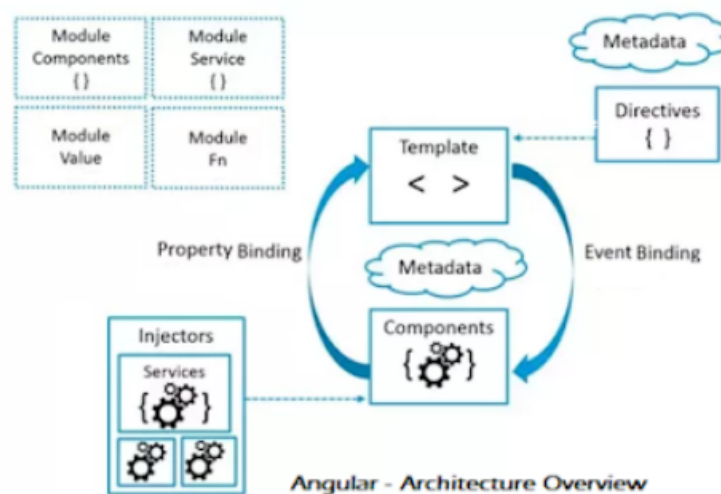 Module
Components
{ }
Module
Service
{ }
Module
Value
Module
Fn
Metadata
Directives
{ }
Template
< >
Property Binding
Event Binding
Metadata
Components
{ }
Injectors
Services
{ }
Angular - Architecture Overview